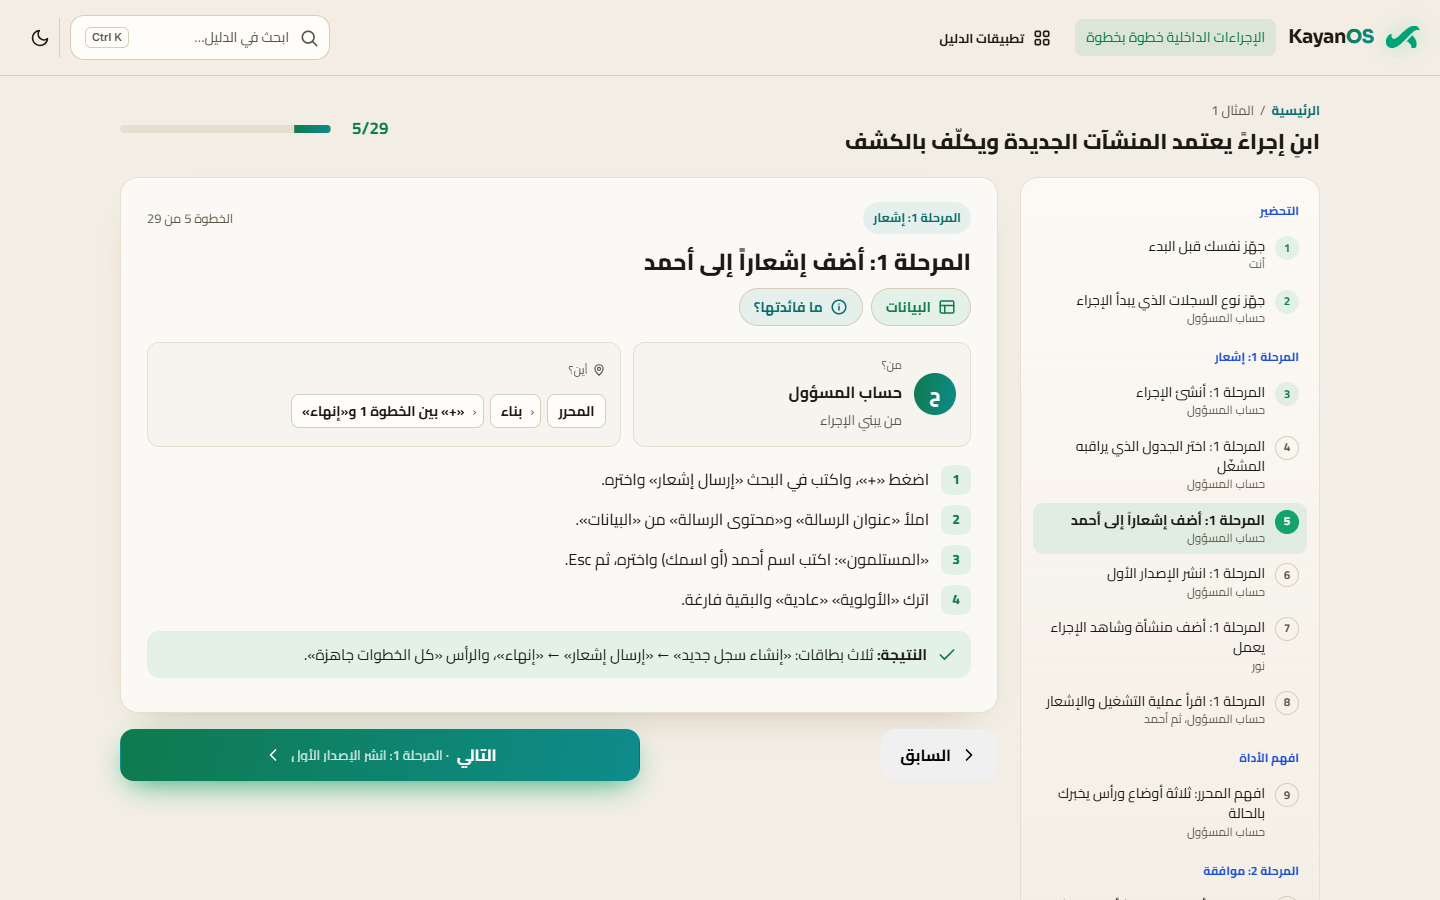 KayanOS
الإجراءات الداخلية خطوة بخطوة
تطبيقات الدليل
ابحث في الدليل...
Ctrl K
الرئيسية / المثال 1
ابنِ إجراءً يعتمد المنشآت الجديدة ويكلّف بالكشف
5/29
التحضير
1 جهّز نفسك قبل البدء
أنت
2 جهّز نوع السجلات الذي يبدأ الإجراء
حساب المسؤول
المرحلة 1: إشعار
3 المرحلة 1: أنشئ الإجراء
حساب المسؤول
4 المرحلة 1: اختر الجدول الذي يراقبه
المشغّل
حساب المسؤول
5 المرحلة 1: أضف إشعاراً إلى أحمد
حساب المسؤول
6 المرحلة 1: انشر الإصدار الأول
حساب المسؤول
7 المرحلة 1: أضف منشأة وشاهد الإجراء
يعمل
نور
8 المرحلة 1: اقرأ عملية التشغيل والإشعار
حساب المسؤول، ثم أحمد
افهم الأداة
9 افهم المحرر: ثلاثة أوضاع ورأس يخبرك
بالحالة
حساب المسؤول
المرحلة 2: موافقة
المرحلة 1: إشعار
الخطوة 5 من 29
المرحلة 1: أضف إشعاراً إلى أحمد
البيانات
ما فائدتها؟
من؟
ح
حساب المسؤول
من يبني الإجراء
أين؟
المحرر › بناء › «+» بين الخطوة 1 و«إنهاء»
1 اضغط «+»، واكتب في البحث «إرسال إشعار» واختره.
2 املأ «عنوان الرسالة» و«محتوى الرسالة» من «البيانات».
3 «المستلمون»: اكتب اسم أحمد (أو اسمك) واختره، ثم Esc.
4 اترك «الأولوية» «عادية» والبقية فارغة.
النتيجة: ثلاث بطاقات: «إنشاء سجل جديد» ← «إرسال إشعار» ← «إنهاء»، والرأس «كل الخطوات جاهزة».
السابق
التالي · المرحلة 1: انشر الإصدار الأول